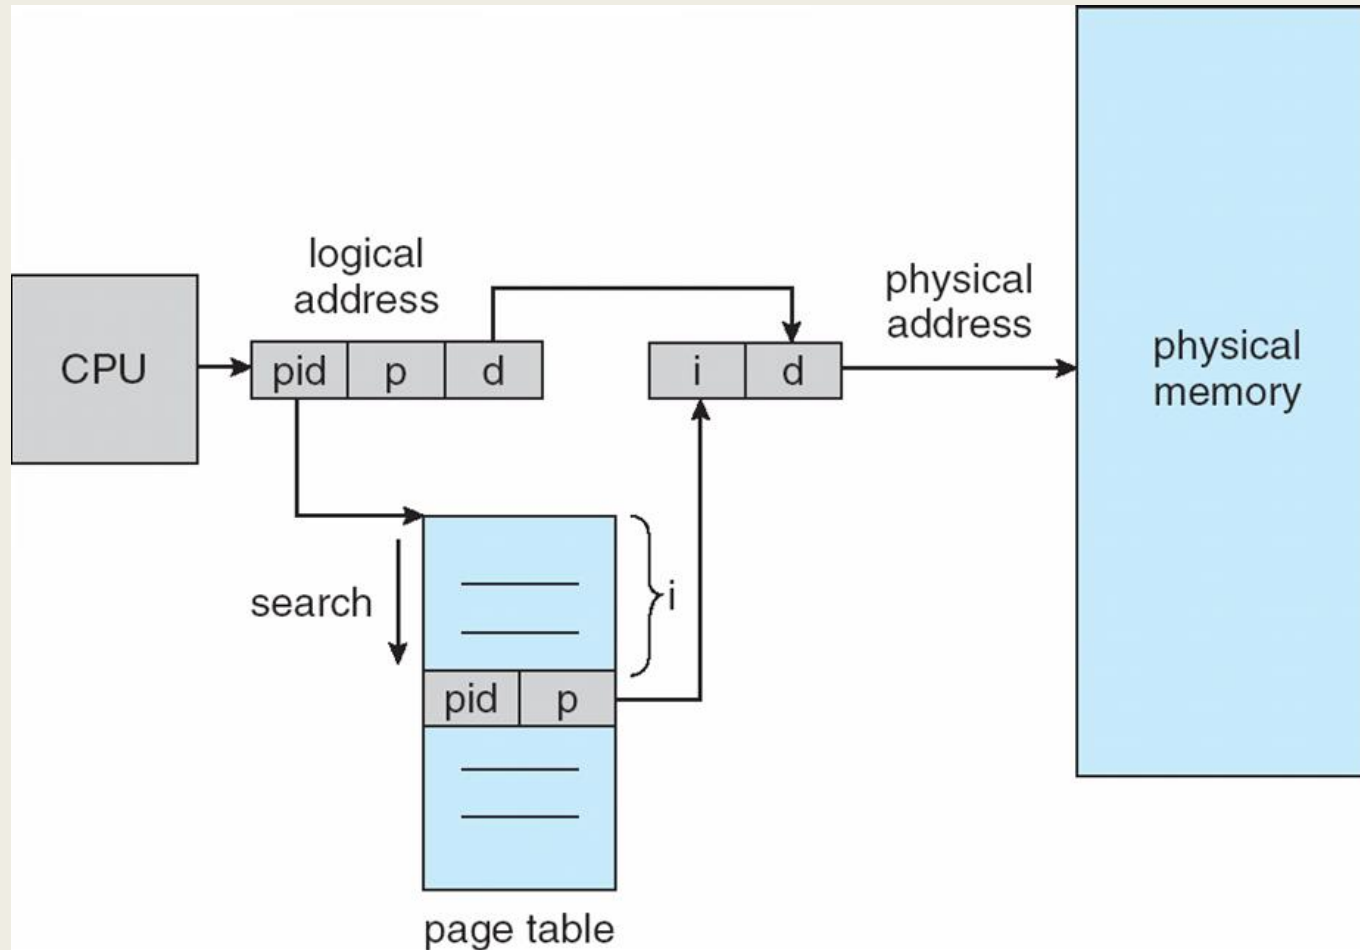 logical
address
physical
address
CPU
pid
p
d
i
d
physical
memory
search
i
pid
p
page table